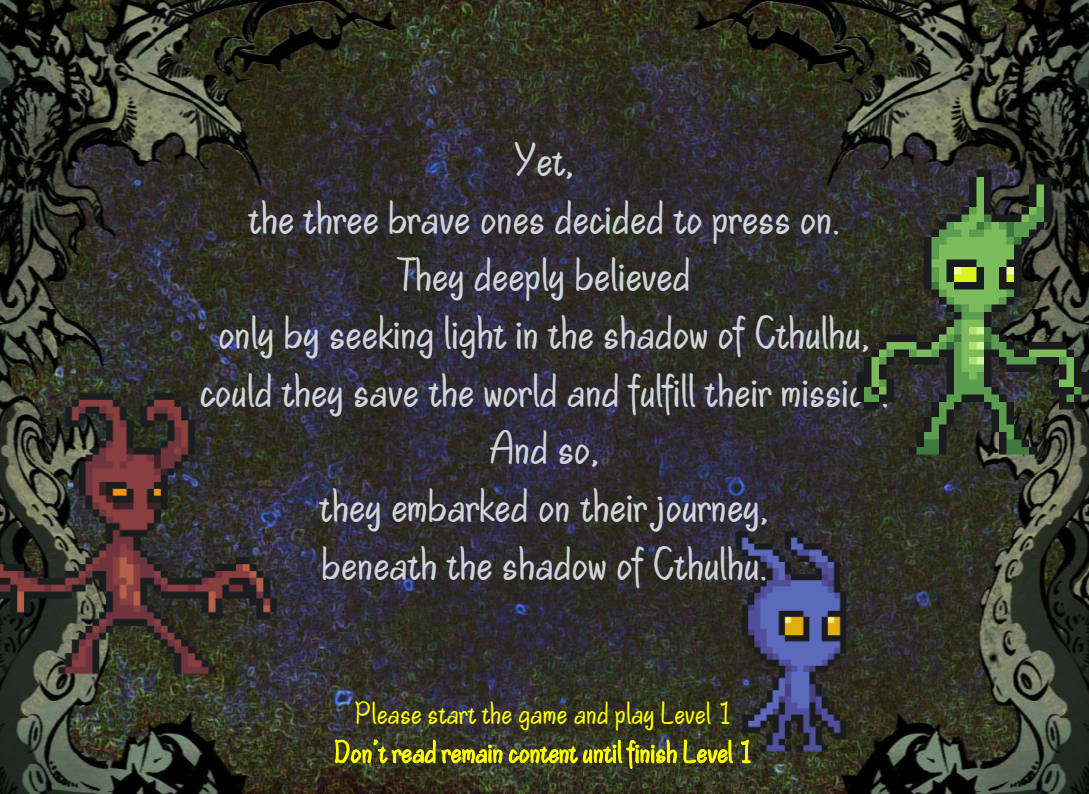 Yet,
the three brave ones decided to press on.
They deeply believed
only by seeking light in the shadow of Cthulhu,
could they save the world and fulfill their
And so,
they embarked on their journey,
beneath the shadow of Cthulhu.
Please start the game and play Level 1
Don't read remain content until finish Level 1